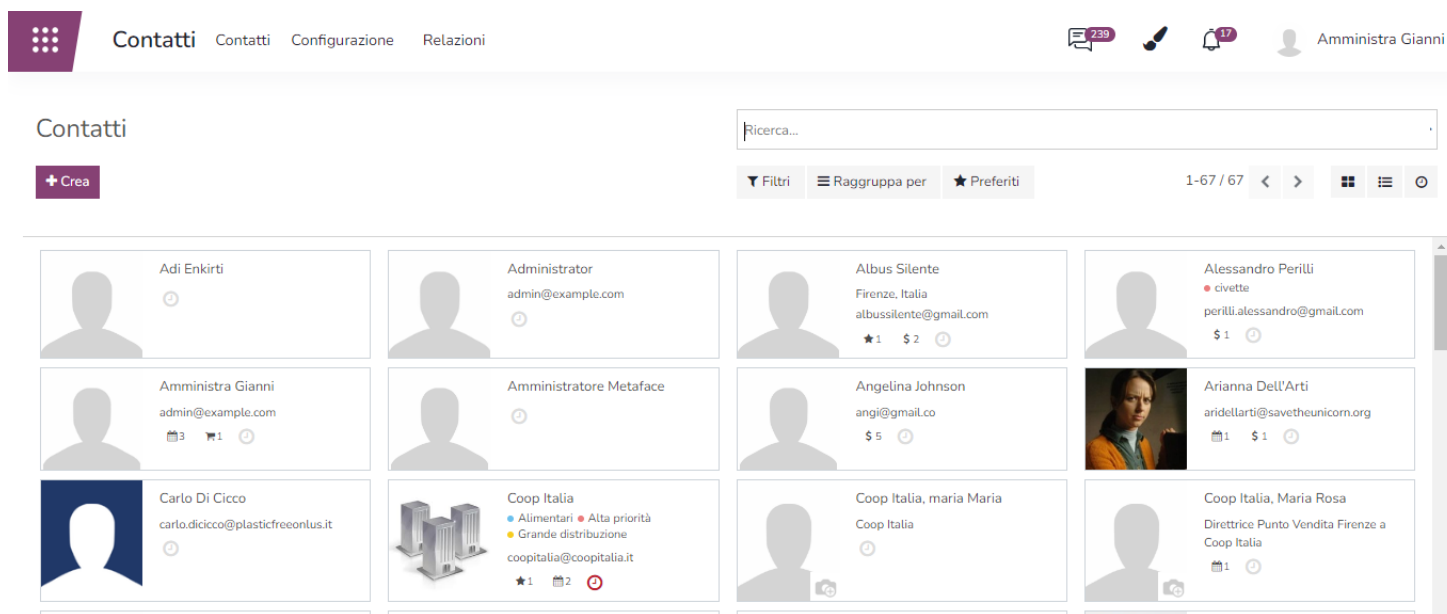 Contatti Contatti Configurazione Relazioni 239 17 Amministra Gianni
Contatti
Ricerca...
Crea
Filtri Raggruppa per Preferiti 1-67 / 67
Adi Enkirti
Administrator
admin@example.com
Albus Silente
Firenze, Italia
albussilente@gmail.com
1 $ 2
Alessandro Perilli
civette
perilli.alessandro@gmail.com
$ 1
Amministra Gianni
admin@example.com
3 1
Amministratore Metaface
Angelina Johnson
angi@gmail.co
$ 5
Arianna Dell'Arti
aridellarti@savetheunicorn.org
1 $ 1
Carlo Di Cicco
carlo.dicicco@plasticfreeonlus.it
Coop Italia
Alimentari Alta priorità
Grande distribuzione
coopitalia@coopitalia.it
1 2
Coop Italia, maria Maria
Coop Italia
Coop Italia, Maria Rosa
Direttrice Punto Vendita Firenze a
Coop Italia
1